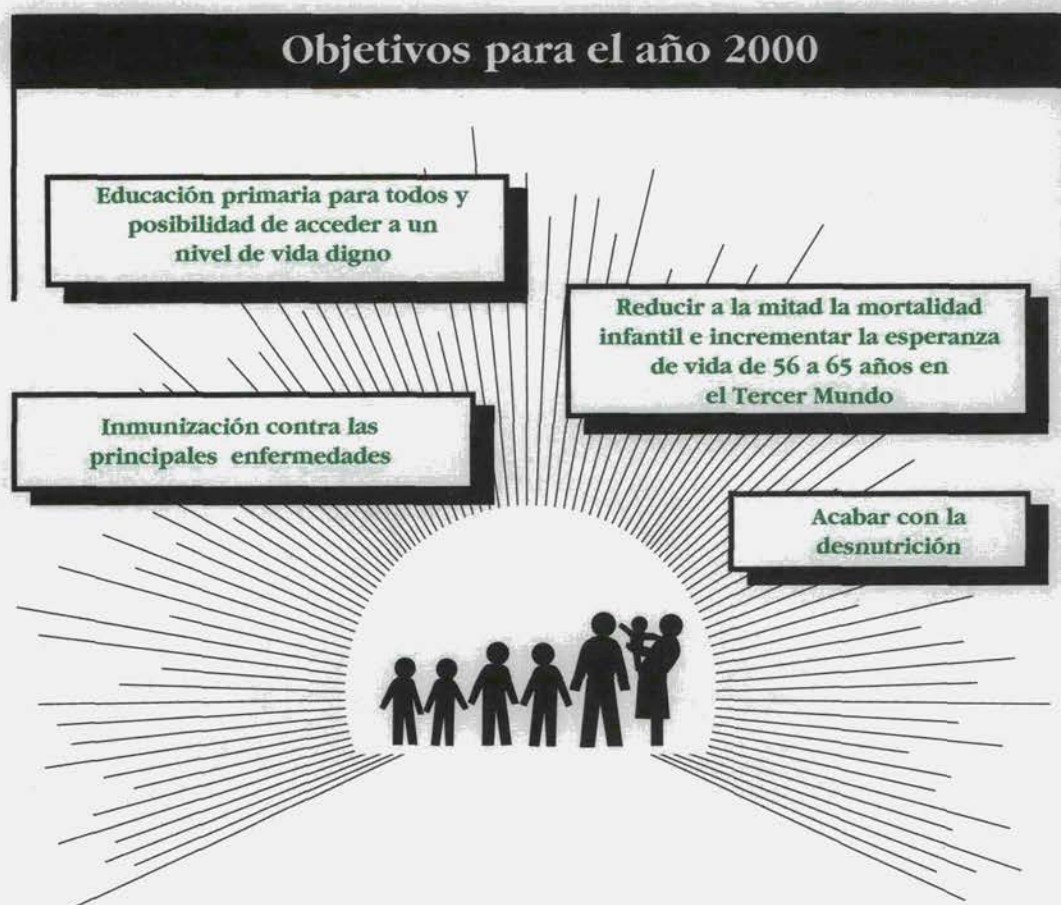 Objetivos para el año 2000
Educación primaria para todos y
posibilidad de acceder a un
nivel de vida digno
Reducir a la mitad la mortalidad
infantil e incrementar la esperanza
de vida de 56 a 65 años en
el Tercer Mundo
Inmunización contra las
principales enfermedades
Acabar con la
desnutrición